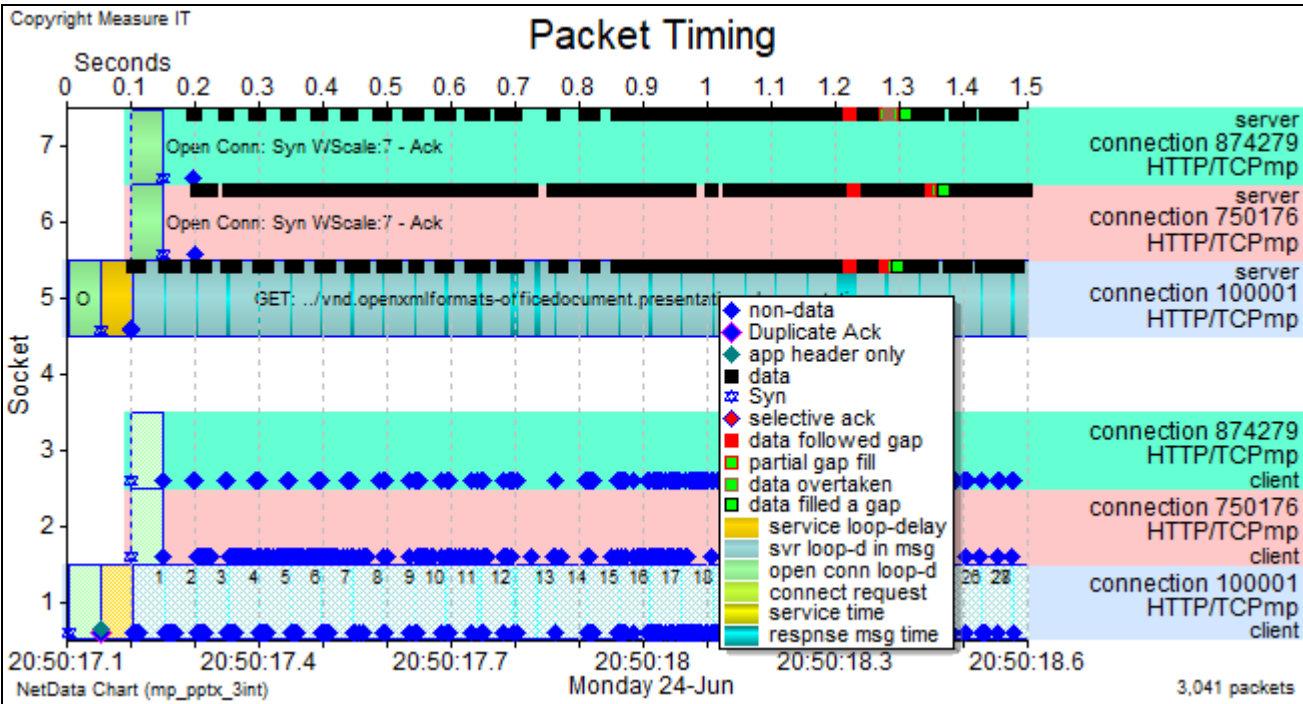 Copyright Measure IT
Packet Timing
Seconds
0 0.1 0.2 0.3 0.4 0.5 0.6 0.7 0.8 0.9 1 1.1 1.2 1.3 1.4 1.5
server
7 Open Conn: Syn WScale:7 - Ack connection 874279
HTTP/TCPmp
server
6 Open Conn: Syn WScale:7 - Ack connection 750176
HTTP/TCPmp
server
5 O GET: ../vnd.openxmlformats-officedocument.presentati connection 100001
HTTP/TCPmp
Socket
4
non-data
Duplicate Ack
app header only
data
Syn
selective ack
data followed gap
partial gap fill
data overtaken
data filled a gap
service loop-delay
svr loop-d in msg
open conn loop-d
connect request
service time
respnse msg time
3 connection 874279
HTTP/TCPmp
client
2 connection 750176
HTTP/TCPmp
client
1 2 3 4 5 6 7 8 9 10 11 12 13 14 15 16 17 18 26
1 connection 100001
HTTP/TCPmp
client
20:50:17.1 20:50:17.4 20:50:17.7 20:50:18 20:50:18.3 20:50:18.6
Monday 24-Jun
NetData Chart (mp_pptx_3int) 3,041 packets